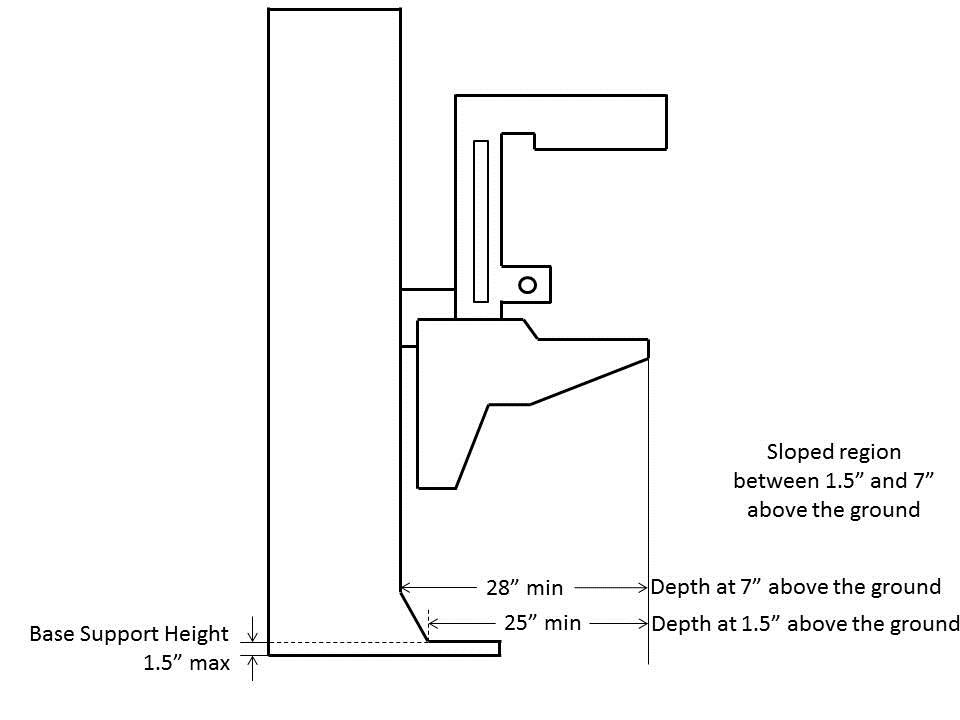 Sloped region
between 1.5” and 7”
above the ground
28” min
Depth at 7” above the ground
25” min
Depth at 1.5” above the ground
Base Support Height
1.5” max